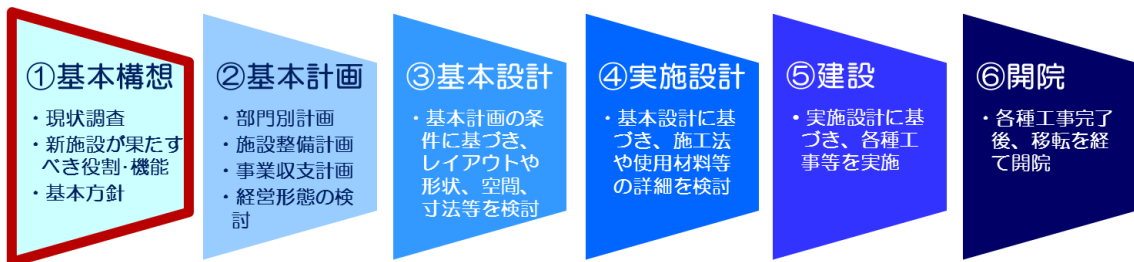 ①基本構想
・現状調査
・新施設が果たす
べき役割･機能
・基本方針
②基本計画
・部門別計画
・施設整備計画
・事業収支計画
・経営形態の検
討
③基本設計
・基本計画の条
件に基づき、
レイアウトや
形状、空間、
寸法等を検討
④実施設計
・基本設計に基
づき、施工法
や使用材料等
の詳細を検討
⑤建設
・実施設計に基
づき、各種工
事等を実施
⑥開院
・各種工事完了
後、移転を経
て開院